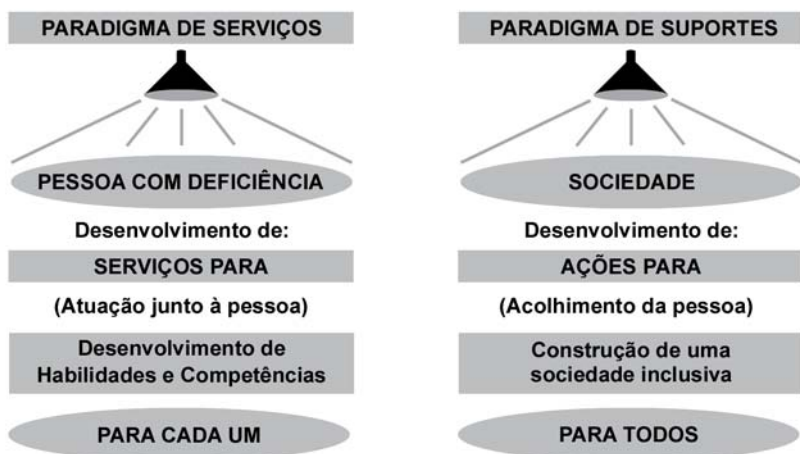 PARADIGMA DE SERVIÇOS
PESSOA COM DEFICIÊNCIA
Desenvolvimento de:
SERVIÇOS PARA
(Atuação junto à pessoa)
Desenvolvimento de
Habilidades e Competências
PARA CADA UM
PARADIGMA DE SUPORTES
SOCIEDADE
Desenvolvimento de:
AÇÕES PARA
(Acolhimento da pessoa)
Construção de uma
sociedade inclusiva
PARA TODOS